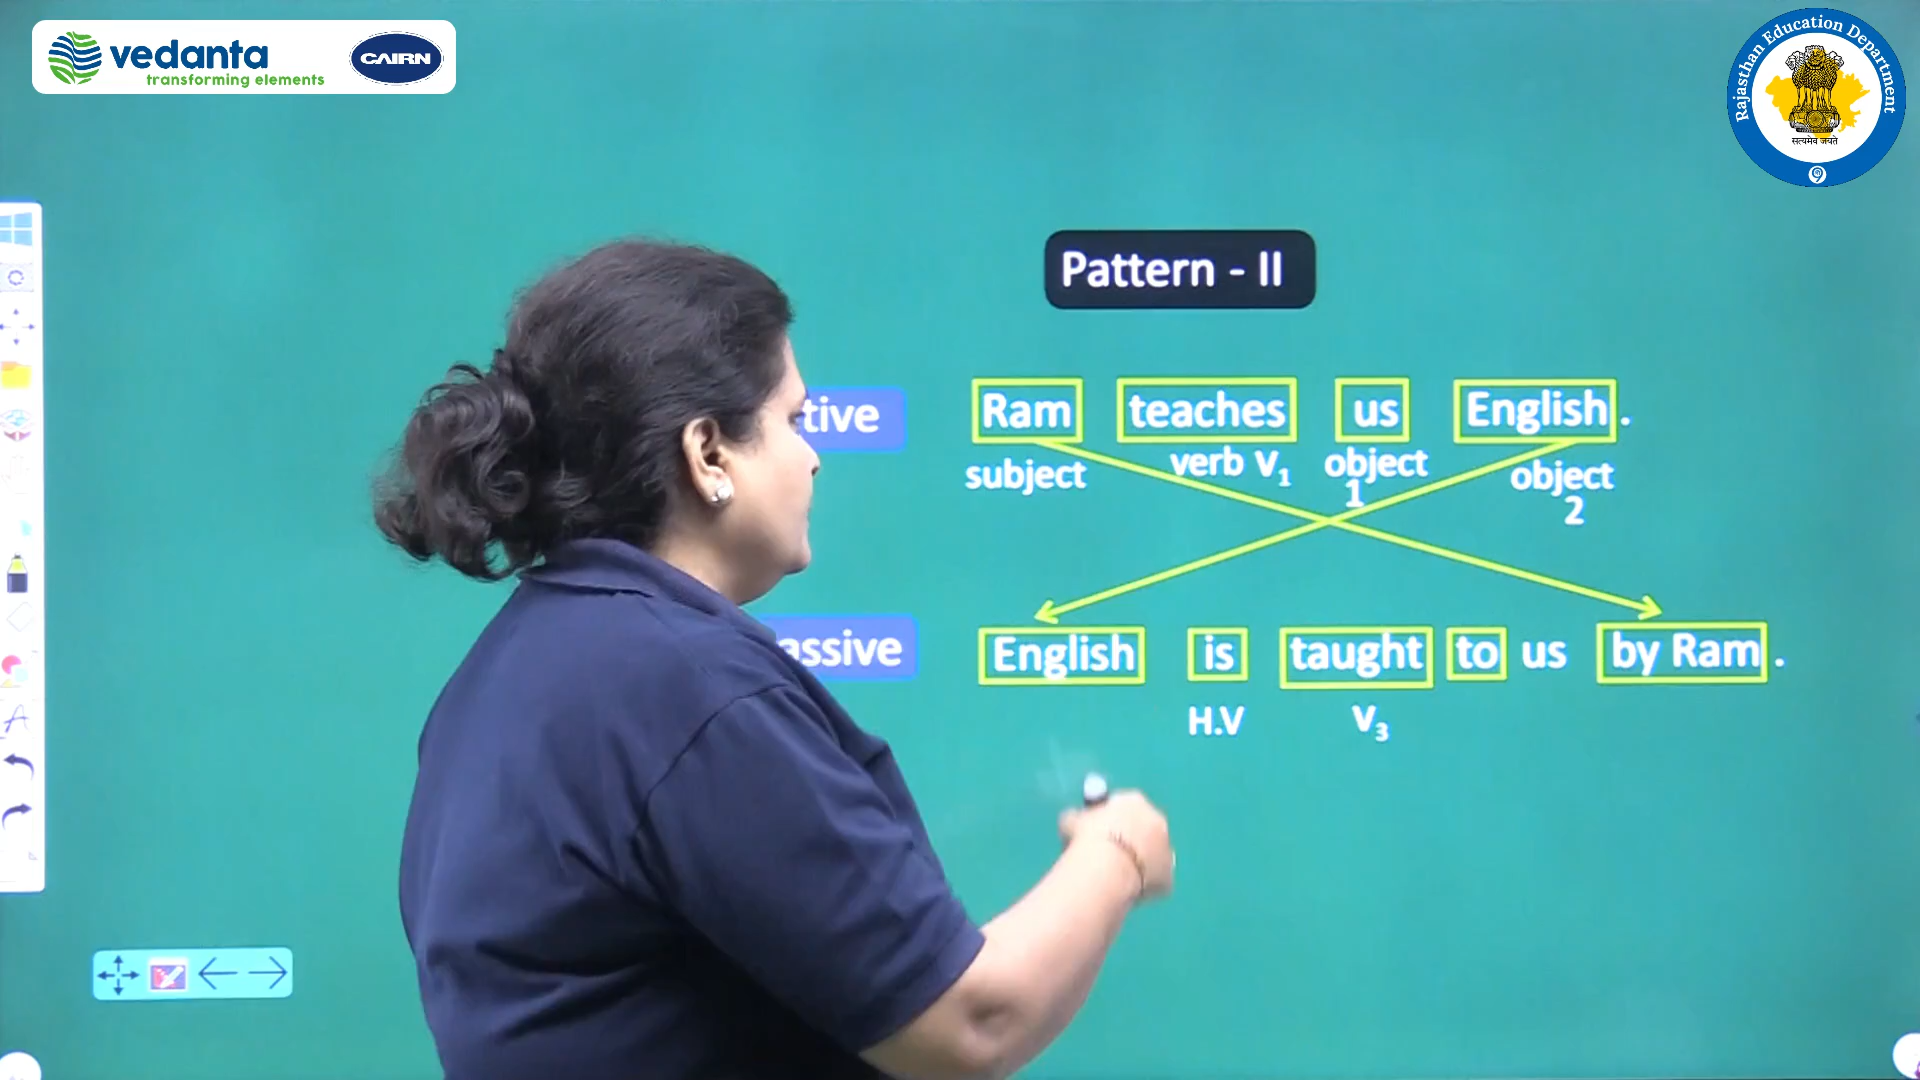 vedanta
transforming elements
CAIRN
Rajasthan Education Department
सत्यमेव जयते
Pattern - II
tive
Ram teaches us English.
subject verb V1 object 1 object 2
assive
English is taught to us by Ram.
H.V V3